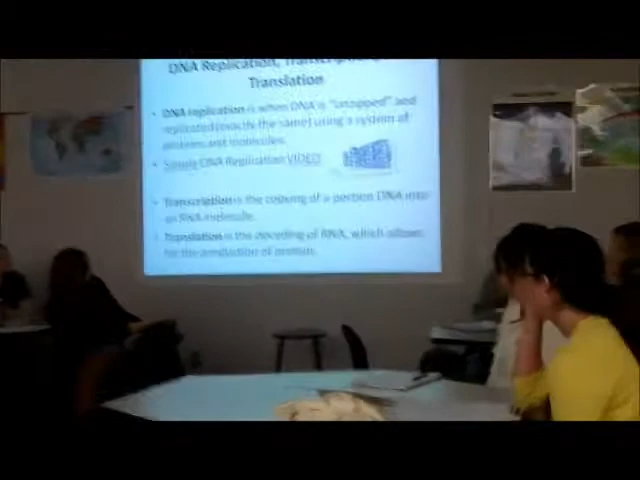 DNA Replication, Transcription,
Translation
• DNA replication is when DNA is "unzipped" and
replicated (exactly the same) using a system of
proteins and molecules.
• Simple DNA Replication VIDEO
• Transcription is the copying of a portion DNA into
an RNA molecule.
• Translation is the decoding of RNA, which allows
for the production of protein.